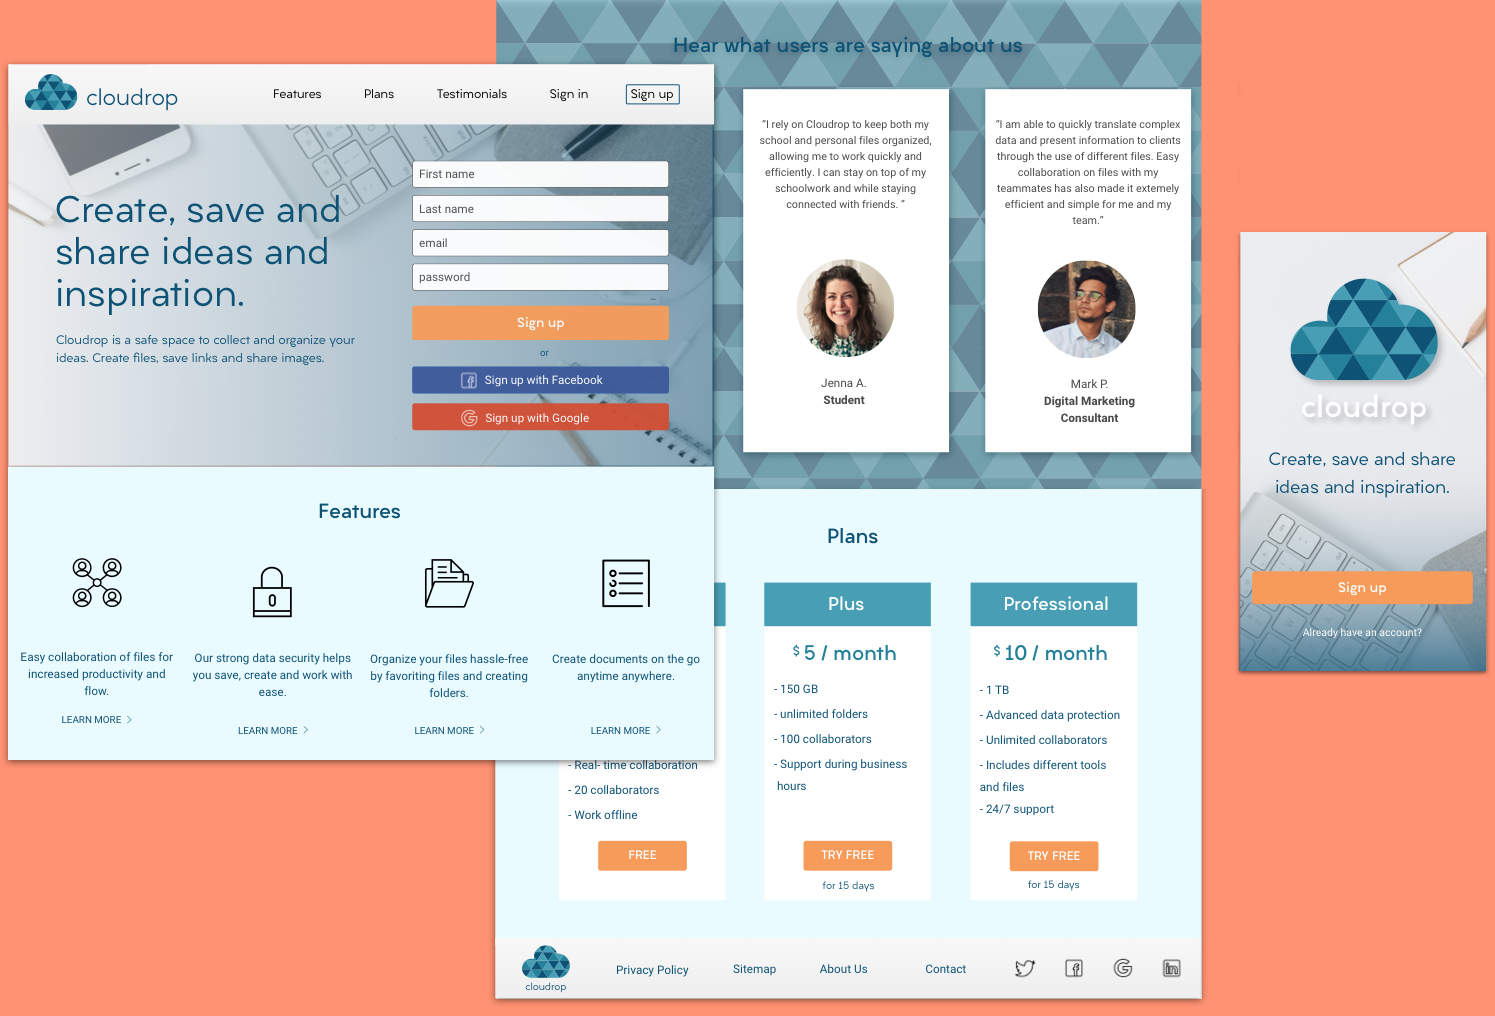 cloudrop
Features
Plans
Testimonials
Sign in
Sign up
Create, save and
share ideas and
inspiration.
Cloudrop is a safe space to collect and organize your
ideas. Create files, save links and share images.
First name
Last name
email
password
Sign up
or
Sign up with Facebook
Sign up with Google
Features
Easy collaboration of files for
increased productivity and
flow.
LEARN MORE
Our strong data security helps
you save, create and work with
ease.
LEARN MORE
Organize your files hassle-free
by favoriting files and creating
folders.
LEARN MORE
Create documents on the go
anytime anywhere.
LEARN MORE
Hear what users are saying about us
“I rely on Cloudrop to keep both my
school and personal files organized,
allowing me to work quickly and
efficiently. I can stay on top of my
schoolwork and while staying
connected with friends. ”
Jenna A.
Student
“I am able to quickly translate complex
data and present information to clients
through the use of different files. Easy
collaboration on files with my
teammates has also made it extemely
efficient and simple for me and my
team.”
Mark P.
Digital Marketing
Consultant
Plans
- Real- time collaboration
- 20 collaborators
- Work offline
FREE
Plus
$ 5 / month
- 150 GB
- unlimited folders
- 100 collaborators
- Support during business
hours
TRY FREE
for 15 days
Professional
$ 10 / month
- 1 TB
- Advanced data protection
- Unlimited collaborators
- Includes different tools
and files
- 24/7 support
TRY FREE
for 15 days
cloudrop
Privacy Policy
Sitemap
About Us
Contact
cloudrop
Create, save and share
ideas and inspiration.
Sign up
Already have an account?